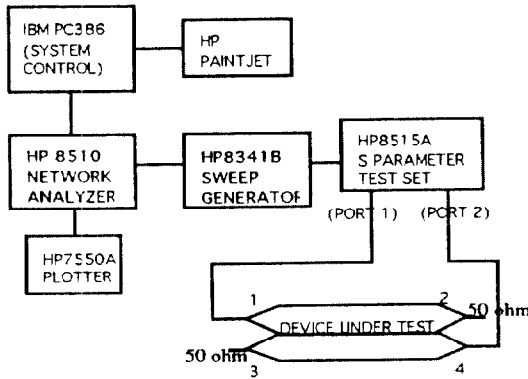 IBM PC386
(SYSTEM
CONTROL)
HP
PAINTJET
HP 8510
NETWORK
ANALYZER
HP8341B
SWEEP
GENERATOR
HP8515A
S PARAMETER
TEST SET
(PORT 1)
(PORT 2)
HP7550A
PLOTTER
1
2
50 ohm
DEVICE UNDER TEST
50 ohm
3
4